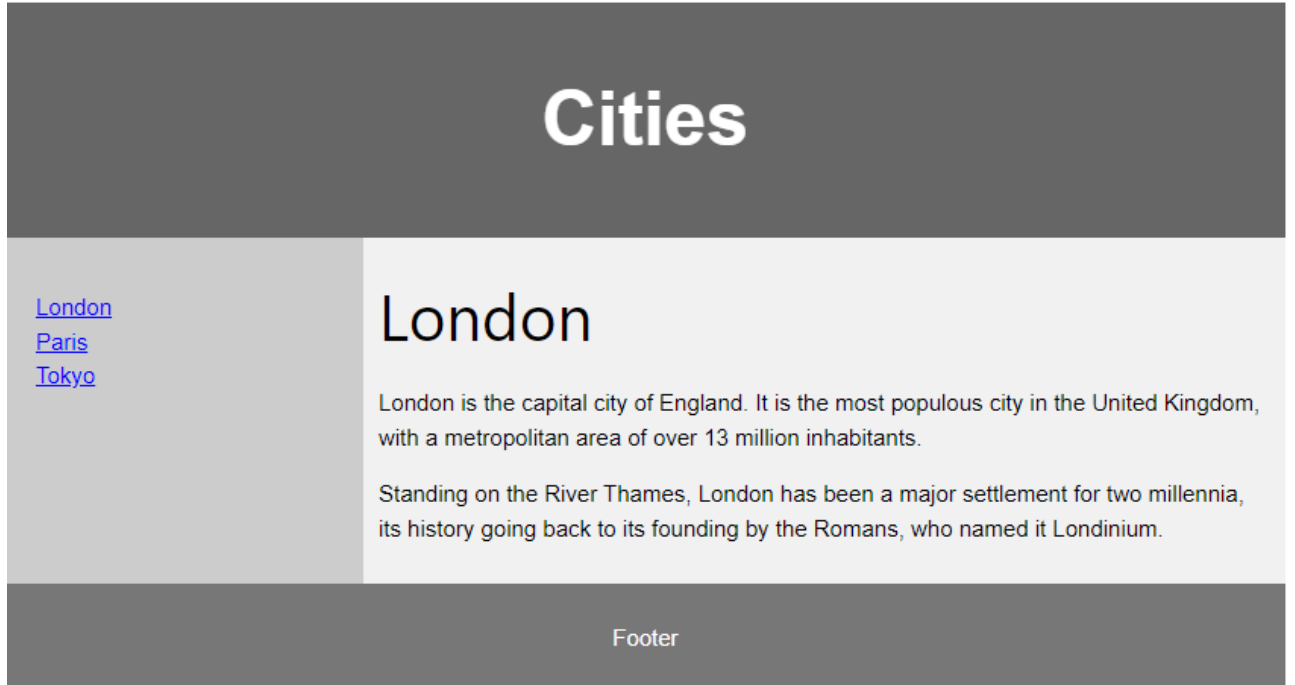 Cities
London
Paris
Tokyo
London
London is the capital city of England. It is the most populous city in the United Kingdom,
with a metropolitan area of over 13 million inhabitants.
Standing on the River Thames, London has been a major settlement for two millennia,
its history going back to its founding by the Romans, who named it Londinium.
Footer